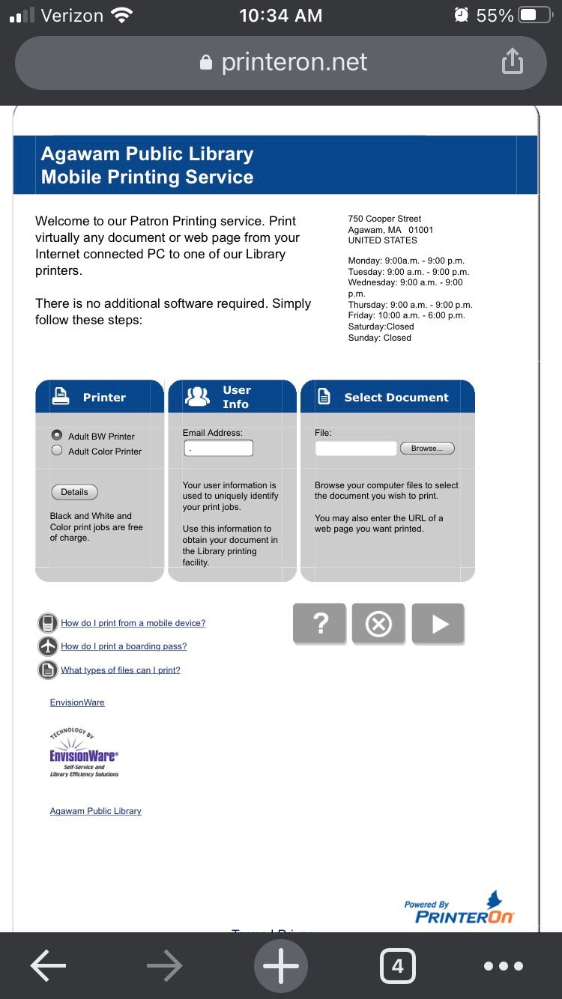 Verizon 10:34 AM 55%
printeron.net
Agawam Public Library
Mobile Printing Service
Welcome to our Patron Printing service. Print
virtually any document or web page from your
Internet connected PC to one of our Library
printers.
There is no additional software required. Simply
follow these steps:
750 Cooper Street
Agawam, MA 01001
UNITED STATES
Monday: 9:00a.m. - 9:00 p.m.
Tuesday: 9:00 a.m. - 9:00 p.m.
Wednesday: 9:00 a.m. - 9:00
p.m.
Thursday: 9:00 a.m. - 9:00 p.m.
Friday: 10:00 a.m. - 6:00 p.m.
Saturday:Closed
Sunday: Closed
Printer
Adult BW Printer
Adult Color Printer
Details
Black and White and
Color print jobs are free
of charge.
User
Info
Email Address:
.
Your user information is
used to uniquely identify
your print jobs.
Use this information to
obtain your document in
the Library printing
facility.
Select Document
File:
Browse...
Browse your computer files to select
the document you wish to print.
You may also enter the URL of a
web page you want printed.
How do I print from a mobile device?
How do I print a boarding pass?
What types of files can I print?
?
EnvisionWare
TECHNOLOGY BY
EnvisionWare®
Self-Service and
Library Efficiency Solutions
Agawam Public Library
Powered By
PRINTERON
Terms | Privacy
4